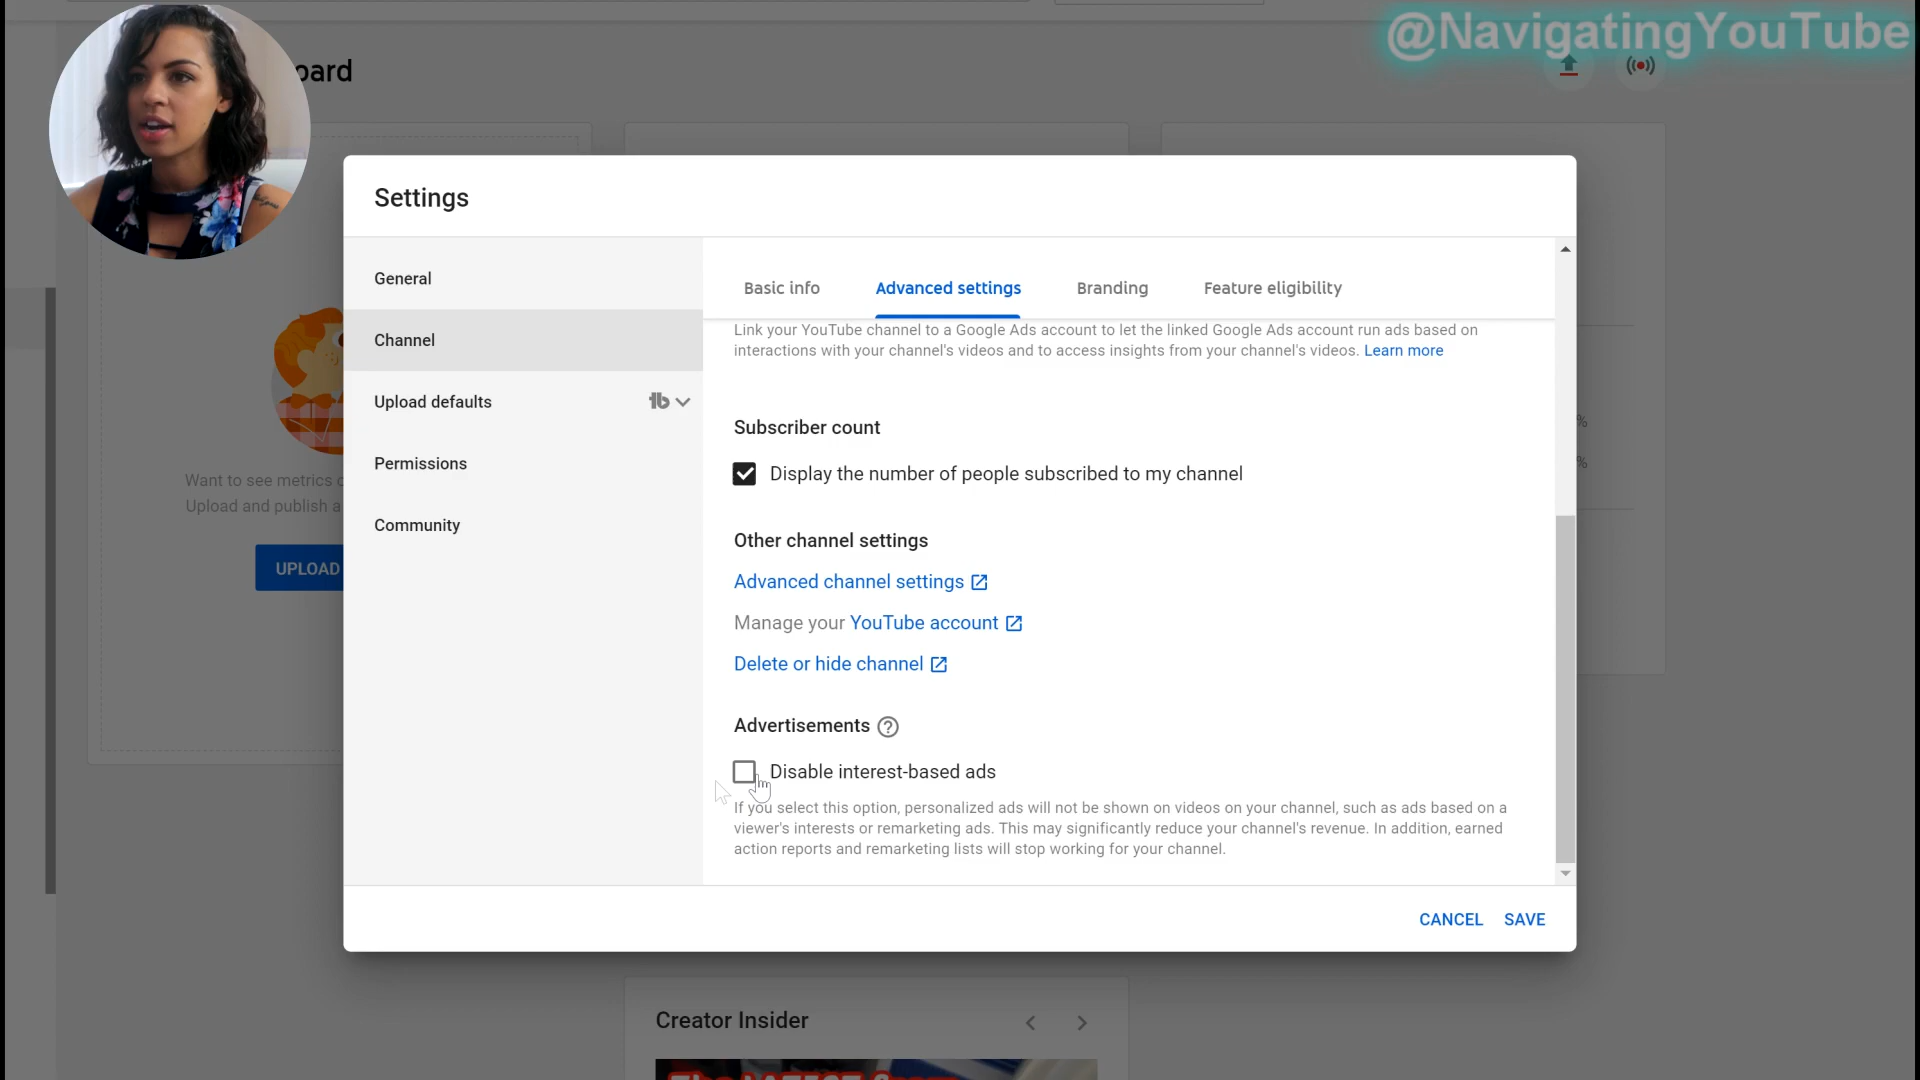 @NavigatingYouTube
oard
Settings
General
Channel
Upload defaults
tb
Permissions
Community
Basic info
Advanced settings
Branding
Feature eligibility
Link your YouTube channel to a Google Ads account to let the linked Google Ads account run ads based on
interactions with your channel's videos and to access insights from your channel's videos. Learn more
Subscriber count
Display the number of people subscribed to my channel
Other channel settings
Advanced channel settings
Manage your YouTube account
Delete or hide channel
Advertisements ?
Disable interest-based ads
If you select this option, personalized ads will not be shown on videos on your channel, such as ads based on a
viewer's interests or remarketing ads. This may significantly reduce your channel's revenue. In addition, earned
action reports and remarketing lists will stop working for your channel.
CANCEL
SAVE
Want to see metrics
Upload and publish a
UPLOAD
%
%
Creator Insider